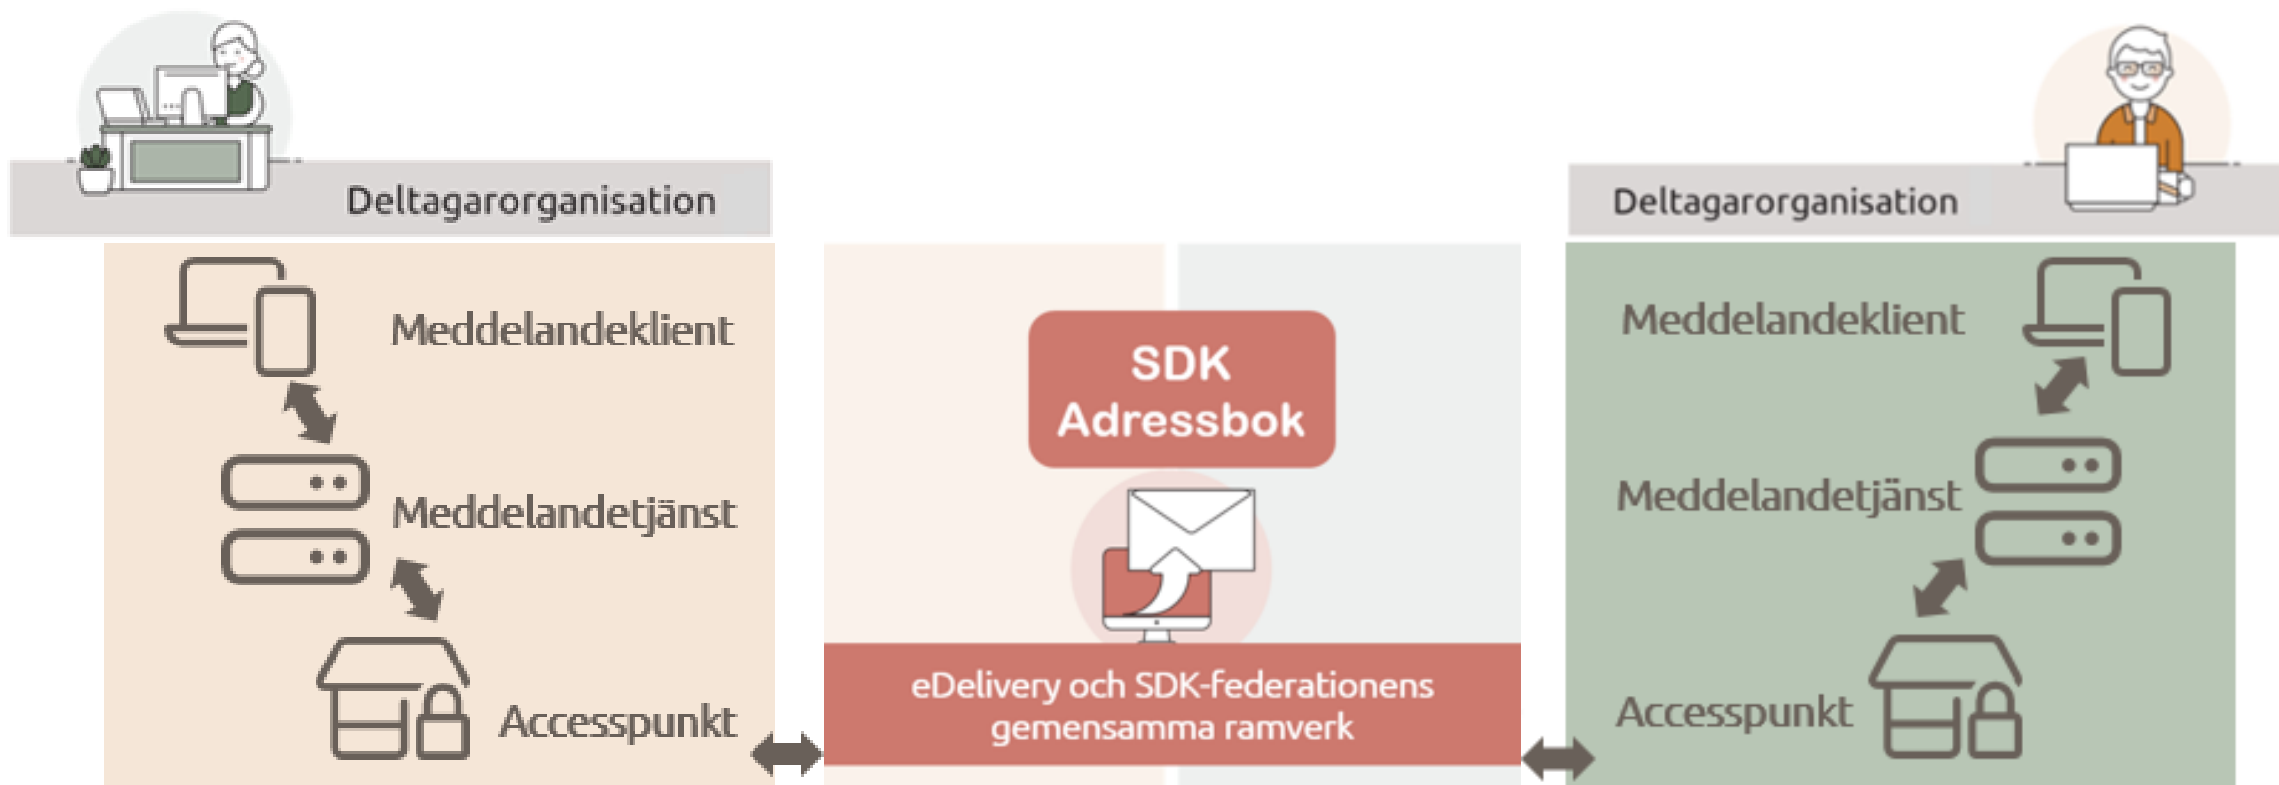 Deltagarorganisation
Meddelandeklient
Meddelandetjänst
Accesspunkt
SDK
Adressbok
eDelivery och SDK-federationens
gemensamma ramverk
Deltagarorganisation
Meddelandeklient
Meddelandetjänst
Accesspunkt